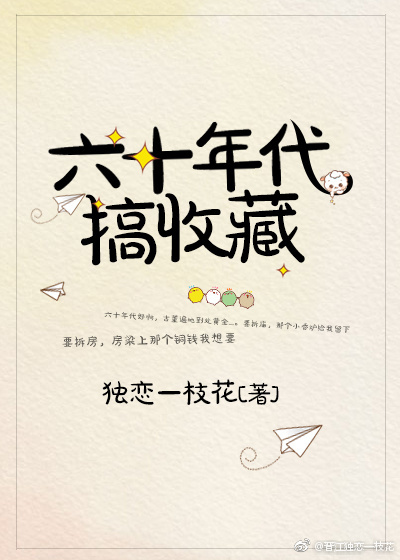 六十年代
搞收藏
六十年代好啊，古董遍地到处黄金…。要拆庙，那个小香炉给我留下
要拆房，房梁上那个铜钱我想要
独恋一枝花[著]
@晋江独恋一枝花